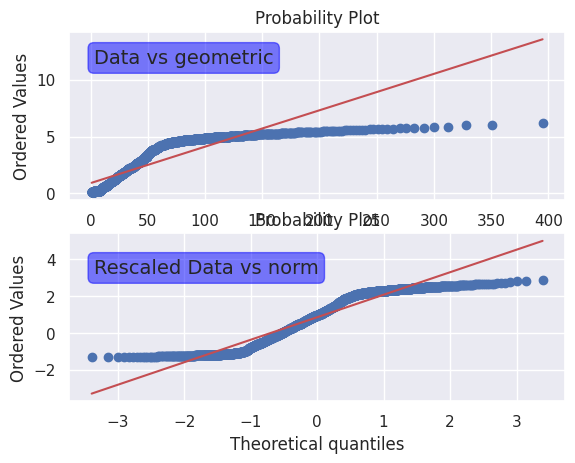 Probability Plot
Data vs geometric
Ordered Values
10
5
0
0 50 100 150 200 250 300 350 400
Probability Plot
Rescaled Data vs norm
Ordered Values
4
2
0
−2
−3 −2 −1 0 1 2 3
Theoretical quantiles